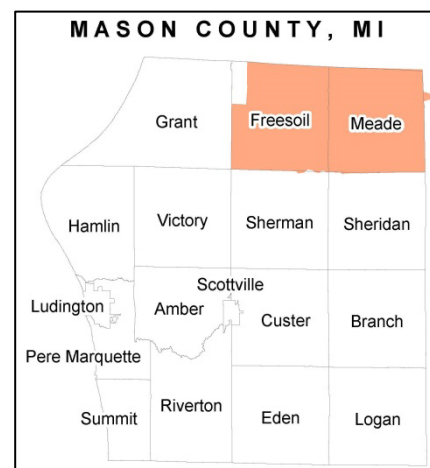 MASON COUNTY, MI
Grant
Freesoil
Meade
Hamlin
Victory
Sherman
Sheridan
Scottville
Ludington
Amber
Custer
Branch
Pere Marquette
Summit
Riverton
Eden
Logan